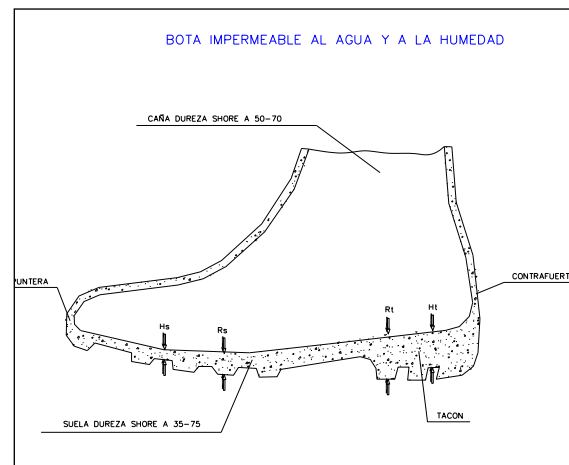 BOTA IMPERMEABLE AL AGUA Y A LA HUMEDAD
CAÑA DUREZA SHORE A 50-70
PUNTERA
CONTRAFUERT
Hs
Rs
Rt
Ht
SUELA DUREZA SHORE A 35-75
TACON